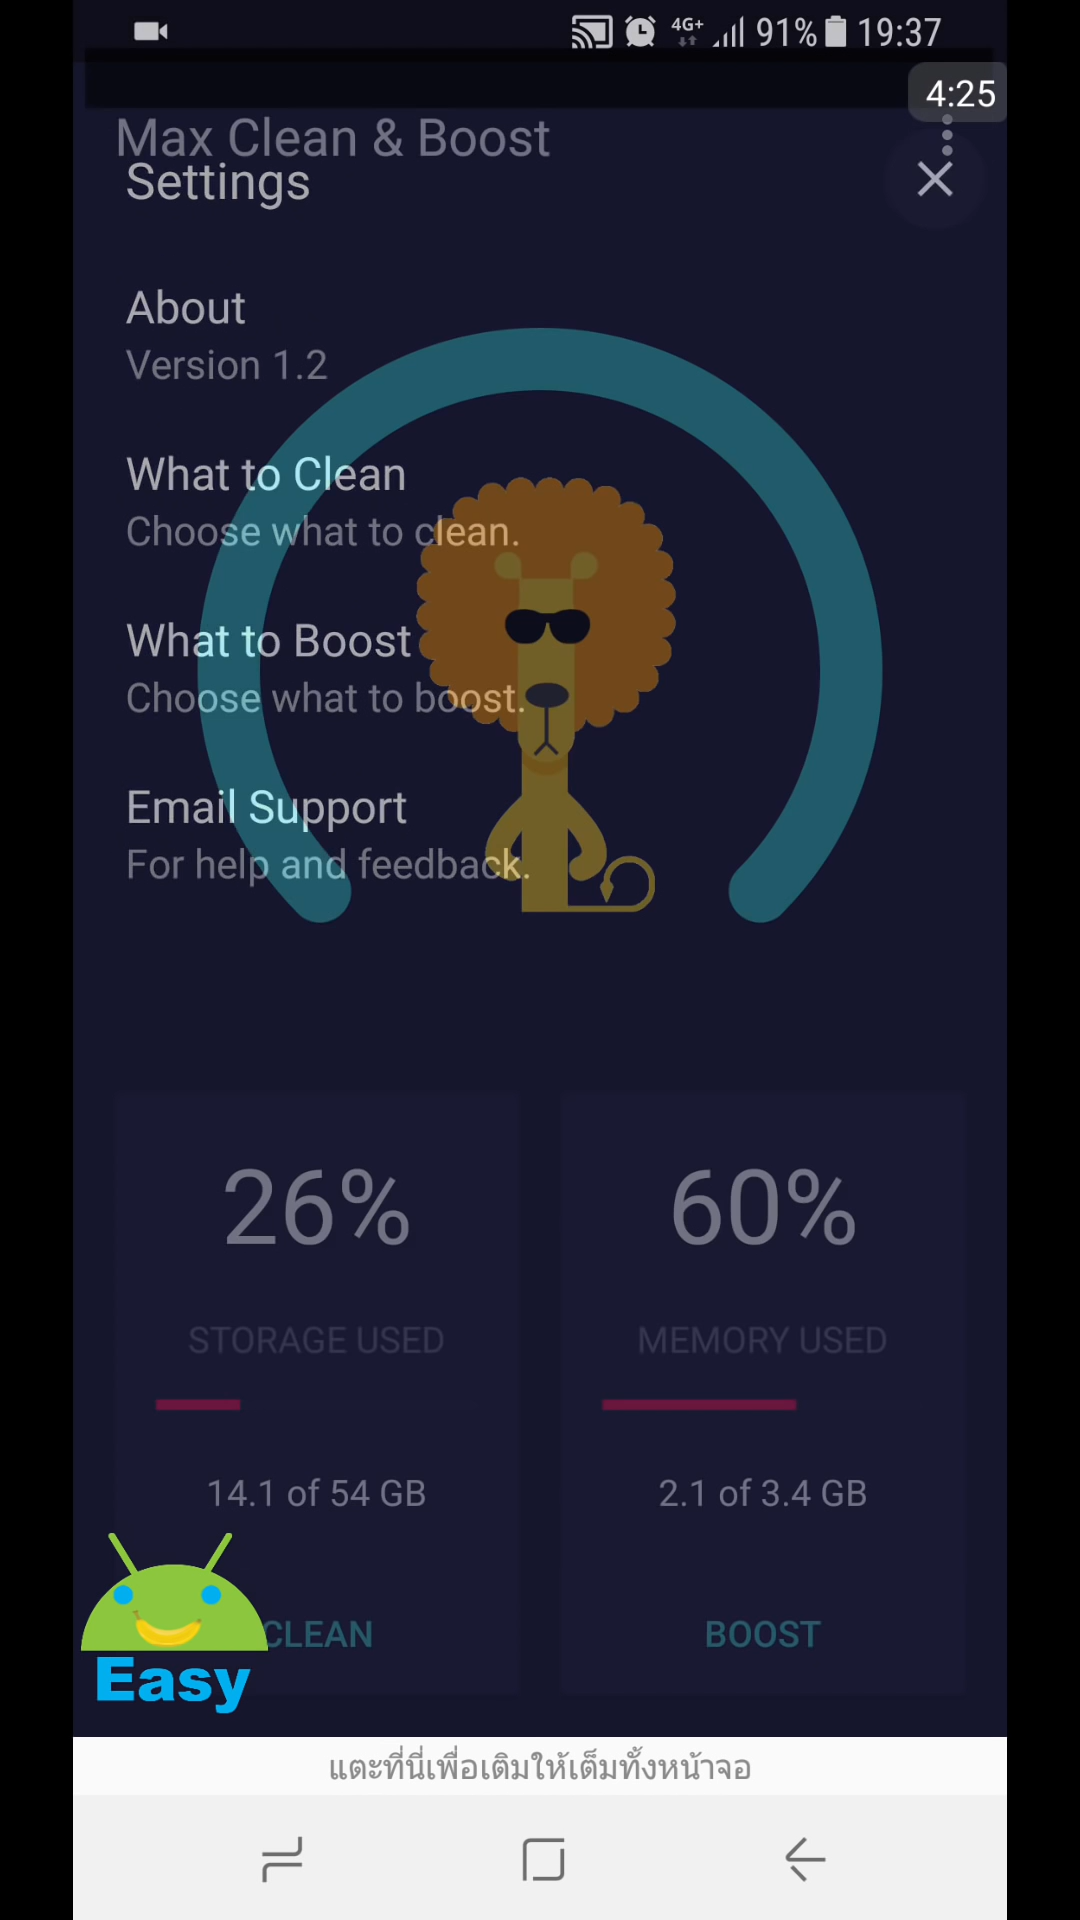 4G+ 91% 19:37
4:25
Max Clean & Boost
Settings
About
Version 1.2
What to Clean
Choose what to clean.
What to Boost
Choose what to boost.
Email Support
For help and feedback.
26% 60%
STORAGE USED MEMORY USED
14.1 of 54 GB 2.1 of 3.4 GB
CLEAN BOOST
Easy
แตะที่นี่เพื่อเติมให้เต็มทั้งหน้าจอ